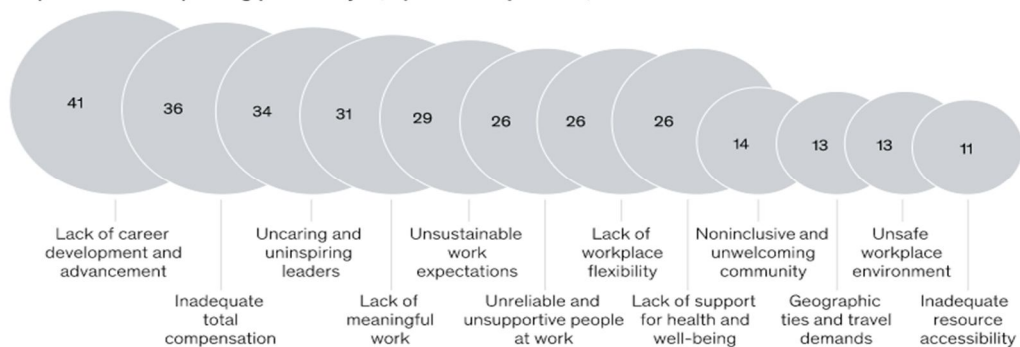 41
36
34
31
29
26
26
26
14
13
13
11
Lack of career
development and
advancement
Inadequate
total
compensation
Uncaring and
uninspiring
leaders
Lack of
meaningful
work
Unsustainable
work
expectations
Unreliable and
unsupportive people
at work
Lack of
workplace
flexibility
Lack of support
for health and
well-being
Noninclusive and
unwelcoming
community
Geographic
ties and travel
demands
Unsafe
workplace
environment
Inadequate
resource
accessibility